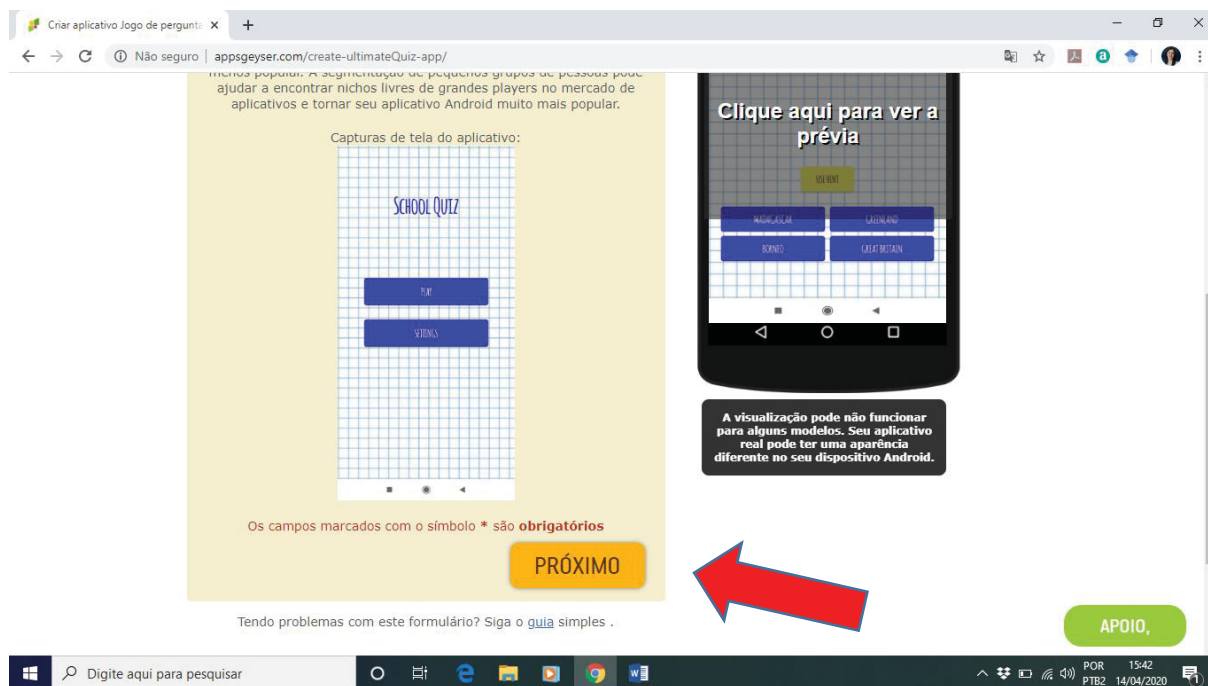 Criar aplicativo Jogo de pergunta
Não seguro | appsgeyser.com/create-ultimateQuiz-app/
menos popular. A segmentação de pequenos grupos de pessoas pode
ajudar a encontrar nichos livres de grandes players no mercado de
aplicativos e tornar seu aplicativo Android muito mais popular.
Capturas de tela do aplicativo:
SCHOOL QUIZ
PLAY
SETTINGS
Os campos marcados com o símbolo * são obrigatórios
PRÓXIMO
Tendo problemas com este formulário? Siga o guia simples .
Clique aqui para ver a
prévia
MADAGASCAR
GREENLAND
BORNEO
GREAT BRITAIN
A visualização pode não funcionar
para alguns modelos. Seu aplicativo
real pode ter uma aparência
diferente no seu dispositivo Android.
APOIO,
Digite aqui para pesquisar
POR
PTB2
15:42
14/04/2020